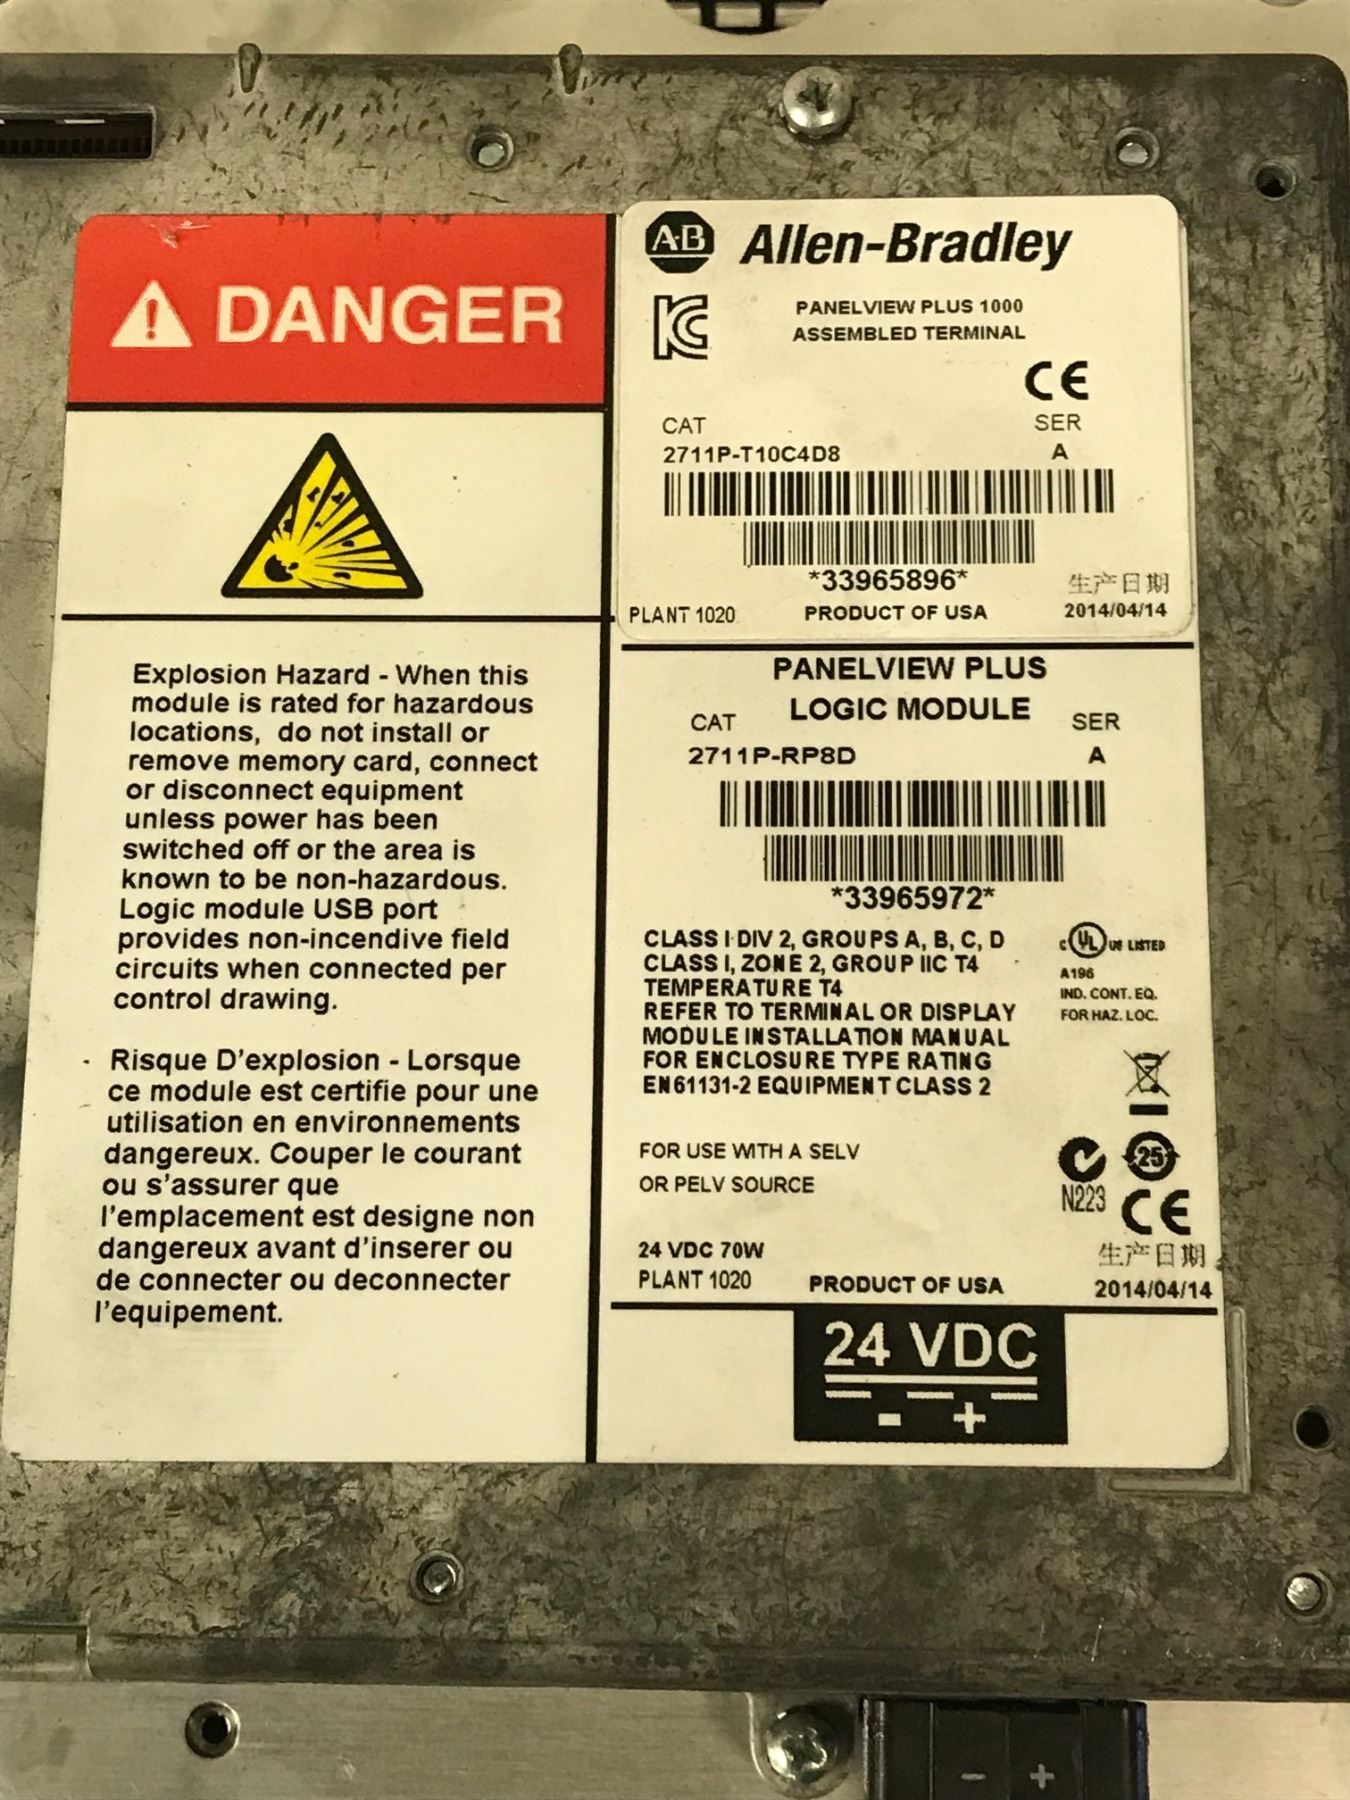 DANGER
Explosion Hazard - When this
module is rated for hazardous
locations, do not install or
remove memory card, connect
or disconnect equipment
unless power has been
switched off or the area is
known to be non-hazardous.
Logic module USB port
provides non-incendive field
circuits when connected per
control drawing.
Risque D'explosion - Lorsque
ce module est certifie pour une
utilisation en environnements
dangereux. Couper le courant
ou s'assurer que
l'emplacement est designe non
dangereux avant d'inserer ou
de connecter ou deconnecter
l'equipement.
A-B Allen-Bradley
PANELVIEW PLUS 1000
ASSEMBLED TERMINAL
CE
CAT SER
2711P-T10C4D8 A
*33965896*
生产日期
PLANT 1020 PRODUCT OF USA 2014/04/14
PANELVIEW PLUS
LOGIC MODULE
CAT SER
2711P-RP8D A
*33965972*
CLASS I DIV 2, GROUPS A, B, C, D
CLASS I, ZONE 2, GROUP IIC T4
TEMPERATURE T4
REFER TO TERMINAL OR DISPLAY
MODULE INSTALLATION MANUAL
FOR ENCLOSURE TYPE RATING
EN61131-2 EQUIPMENT CLASS 2
C UL US LISTED
A196
IND. CONT. EQ.
FOR HAZ. LOC.
FOR USE WITH A SELV
OR PELV SOURCE
25
N223
CE
24 VDC 70W
生产日期
PLANT 1020 PRODUCT OF USA 2014/04/14
24 VDC
- +
- +